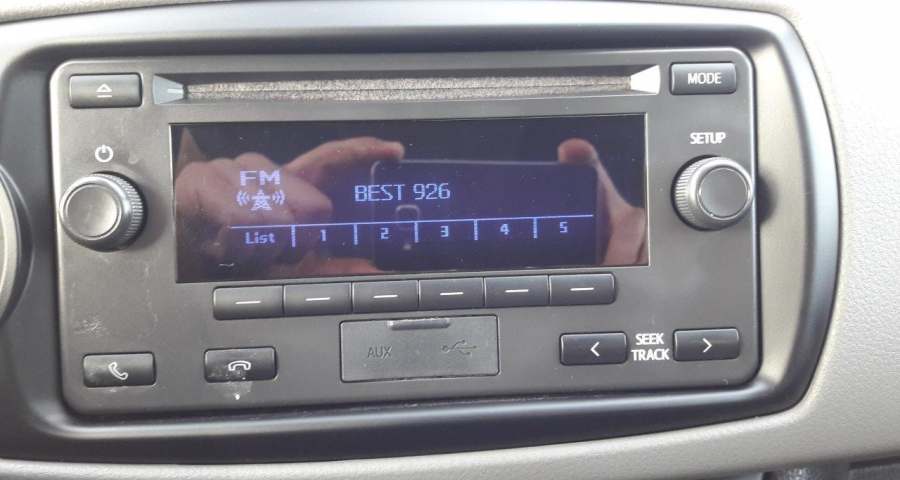 MODE
SETUP
FM
BEST 926
List 1 2 3 4 5
AUX
SEEK
TRACK